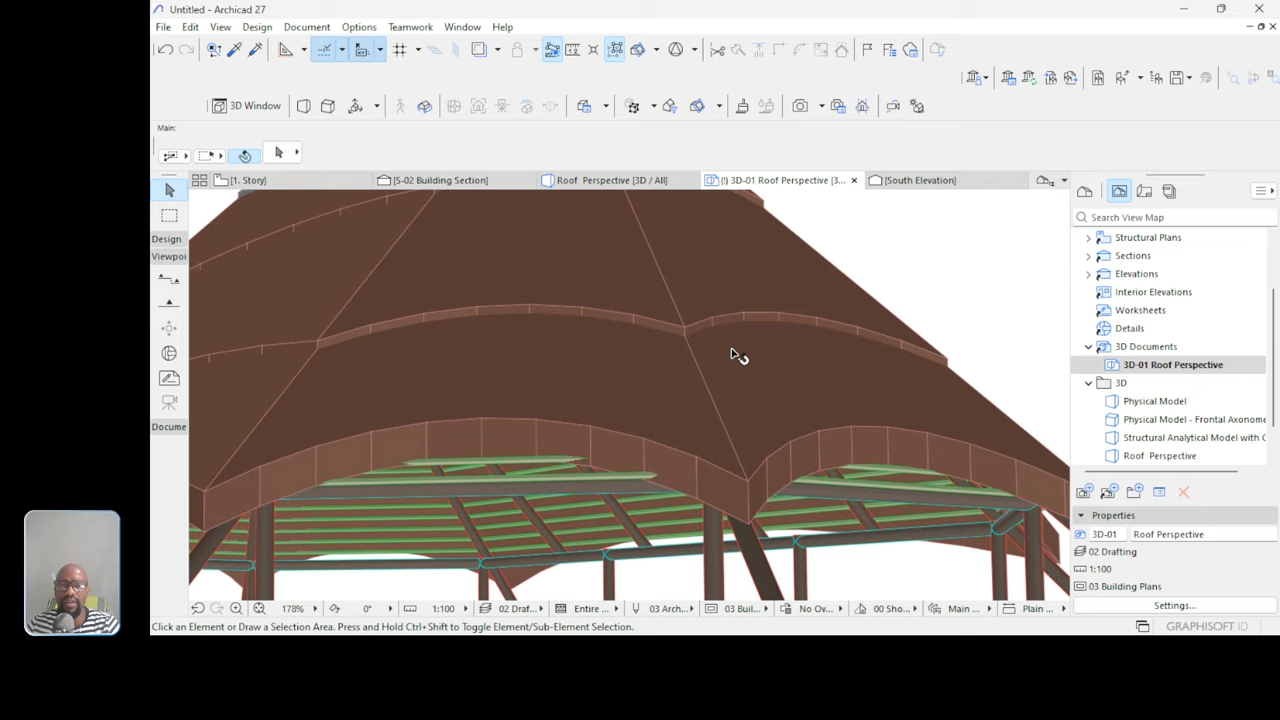 Untitled - Archicad 27
File Edit View Design Document Options Teamwork Window Help
3D Window
Main:
[1. Story] [S-02 Building Section] Roof Perspective [3D / All] (!) 3D-01 Roof Perspective [3... [South Elevation]
Search View Map
Design
Viewpoi
Docume
Structural Plans
Sections
Elevations
Interior Elevations
Worksheets
Details
3D Documents
3D-01 Roof Perspective
3D
Physical Model
Physical Model - Frontal Axonome
Structural Analytical Model with C
Roof Perspective
Properties
3D-01 Roof Perspective
02 Drafting
1:100
03 Building Plans
Settings...
178% 0° 1:100 02 Draf... Entire ... 03 Arch... 03 Buil... No Ov... 00 Sho... Main ... Plain ...
Click an Element or Draw a Selection Area. Press and Hold Ctrl+Shift to Toggle Element/Sub-Element Selection.
GRAPHISOFT ID